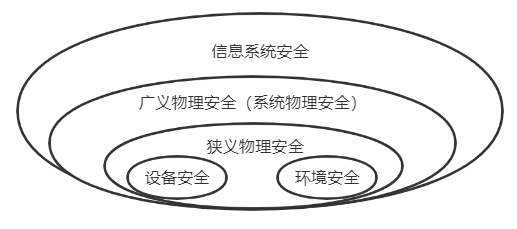 信息系统安全
广义物理安全（系统物理安全）
狭义物理安全
设备安全
环境安全